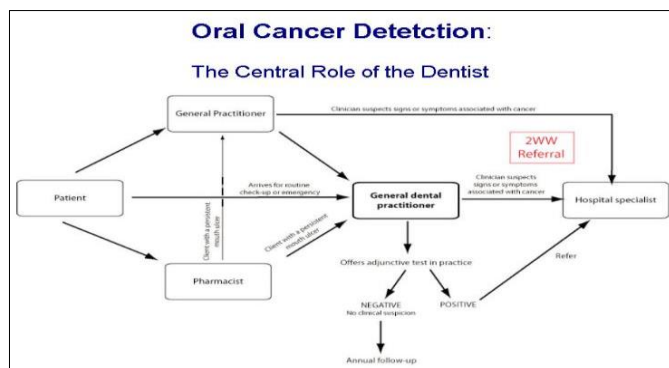 Oral Cancer Detetction:
The Central Role of the Dentist
General Practitioner
Clinician suspects signs or symptoms associated with cancer
2WW
Referral
Patient
Arrives for routine
check-up or emergency
General dental
practitioner
Clinician suspects
signs or symptoms
associated with cancer
Hospital specialist
Client with a persistent
mouth ulcer
Client with a persistent
mouth ulcer
Pharmacist
Offers adjunctive test in practice
Refer
NEGATIVE
No clinical suspicion
POSITIVE
Annual follow-up